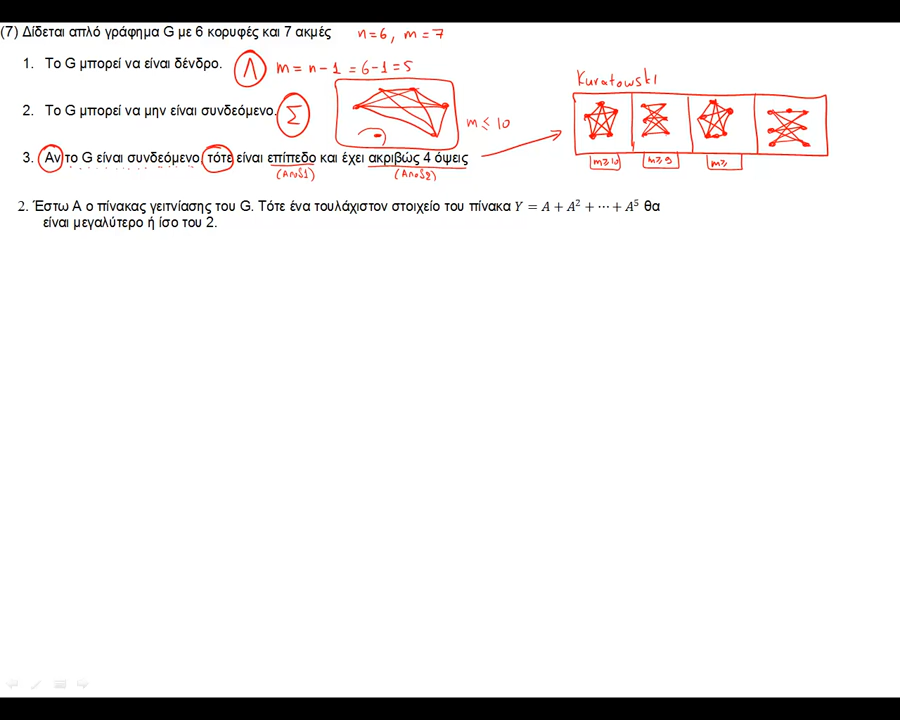 (7) Δίδεται απλό γράφημα G με 6 κορυφές και 7 ακμές n=6, m=7
1. Το G μπορεί να είναι δένδρο. Λ m = n-1 = 6-1 = 5
Kuratowski
2. Το G μπορεί να μην είναι συνδεόμενο. Σ m ≤ 10
3. Αν το G είναι συνδεόμενο τότε είναι επίπεδο και έχει ακριβώς 4 όψεις
m≥10 m≥9 m≥
(Αποδ1) (Αποδ2)
2. Έστω Α ο πίνακας γειτνίασης του G. Τότε ένα τουλάχιστον στοιχείο του πίνακα Y = A + A² + ⋯ + A⁵ θα
είναι μεγαλύτερο ή ίσο του 2.